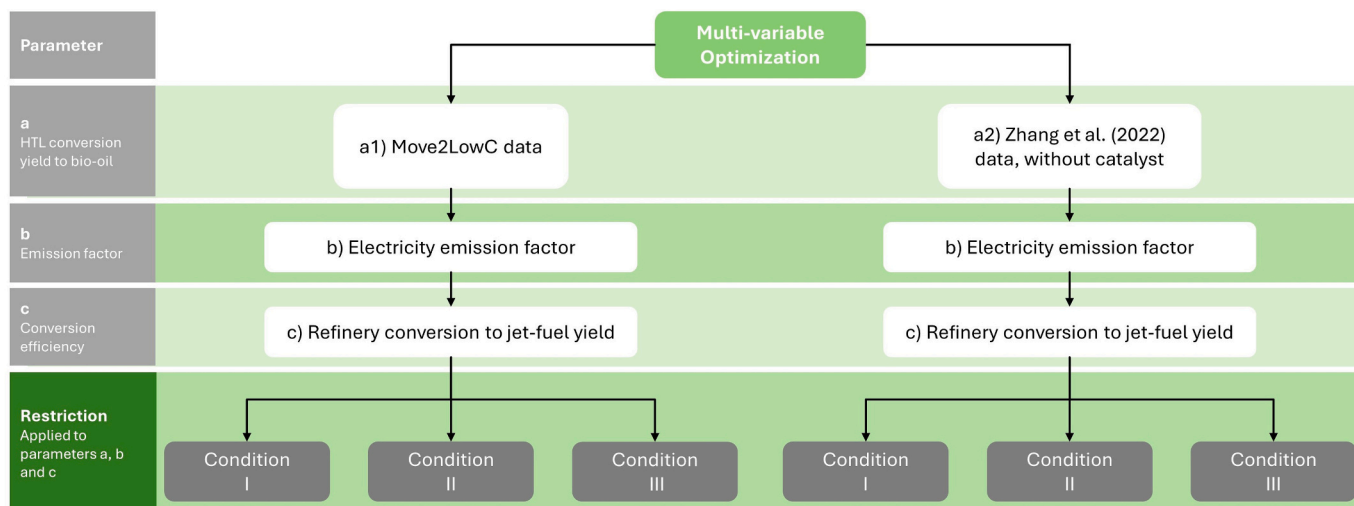 Parameter
Multi-variable
Optimization
a
HTL conversion
yield to bio-oil
a1) Move2LowC data
a2) Zhang et al. (2022)
data, without catalyst
b
Emission factor
b) Electricity emission factor
b) Electricity emission factor
c
Conversion
efficiency
c) Refinery conversion to jet-fuel yield
c) Refinery conversion to jet-fuel yield
Restriction
Applied to
parameters a, b
and c
Condition
I
Condition
II
Condition
III
Condition
I
Condition
II
Condition
III